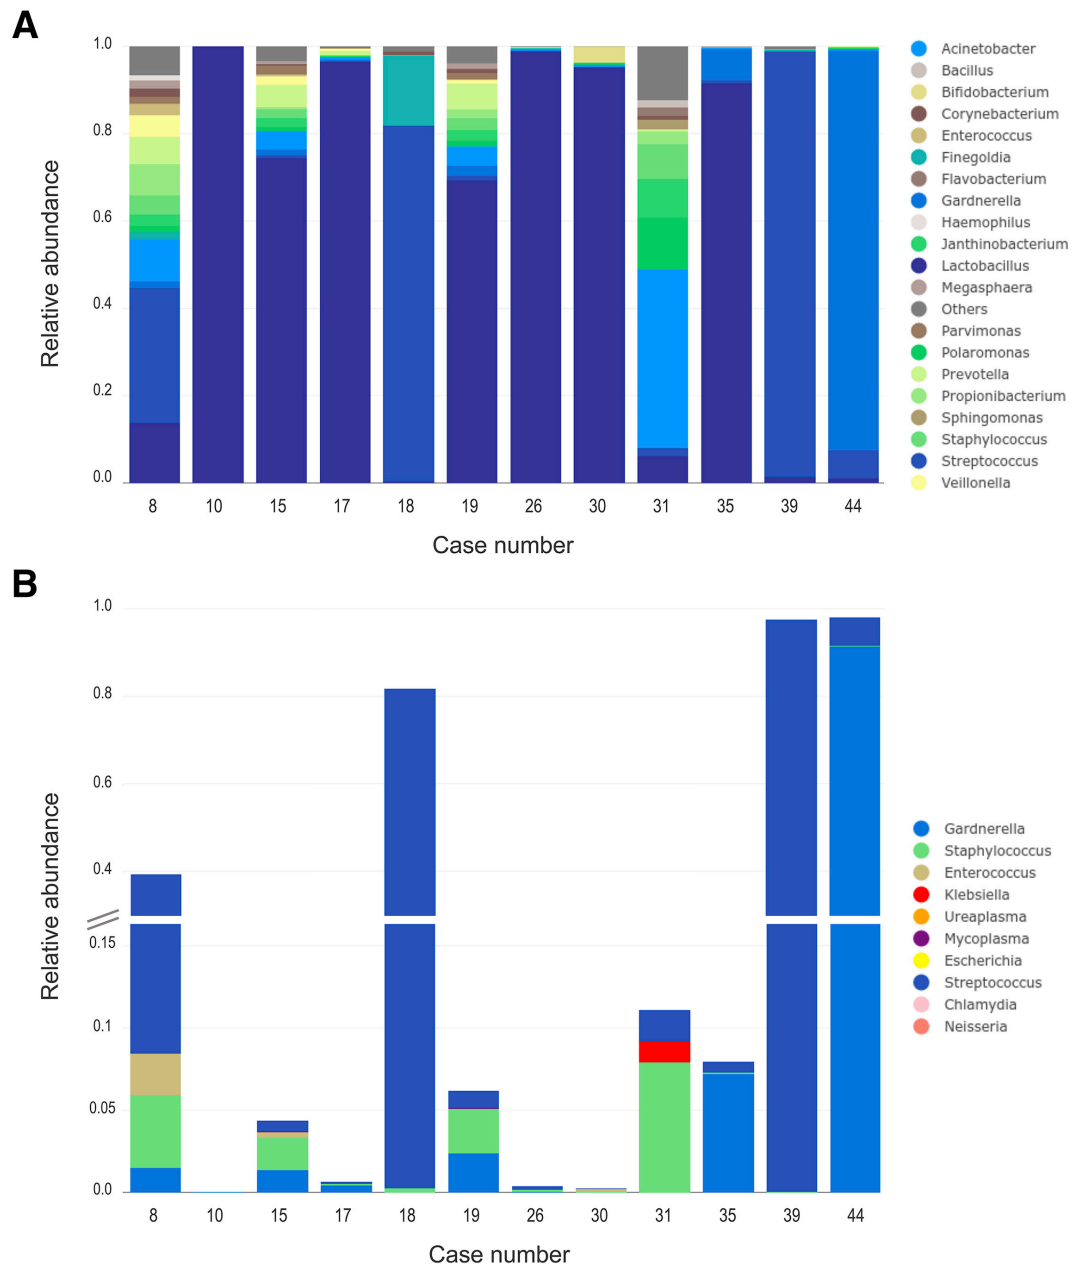 A
1.0
0.8
0.6
0.4
0.2
0.0
Relative abundance
8 10 15 17 18 19 26 30 31 35 39 44
Case number
Acinetobacter
Bacillus
Bifidobacterium
Corynebacterium
Enterococcus
Finegoldia
Flavobacterium
Gardnerella
Haemophilus
Janthinobacterium
Lactobacillus
Megasphaera
Others
Parvimonas
Polaromonas
Prevotella
Propionibacterium
Sphingomonas
Staphylococcus
Streptococcus
Veillonella
B
1.0
0.8
0.6
0.4
0.15
0.1
0.05
0.0
Relative abundance
8 10 15 17 18 19 26 30 31 35 39 44
Case number
Gardnerella
Staphylococcus
Enterococcus
Klebsiella
Ureaplasma
Mycoplasma
Escherichia
Streptococcus
Chlamydia
Neisseria